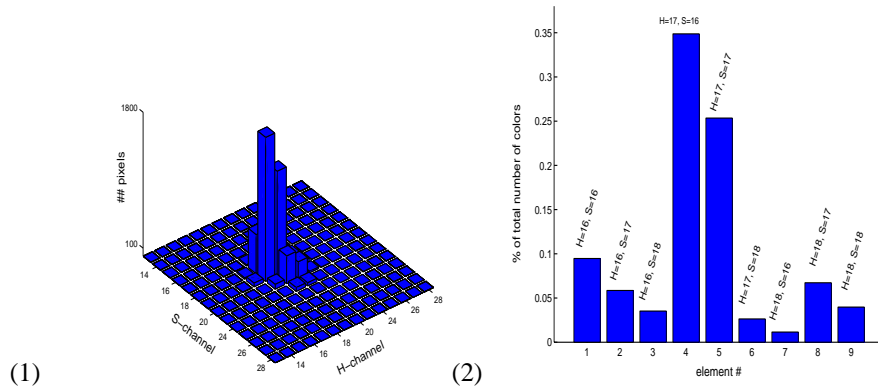 1800
100
## pixels
14
16
18
20
22
24
26
28
S-channel
14
16
18
20
22
24
26
28
H-channel
(1)
% of total number of colors
0.35
0.3
0.25
0.2
0.15
0.1
0.05
0
H=16, S=16
H=16, S=17
H=16, S=18
H=17, S=16
H=17, S=17
H=17, S=18
H=18, S=16
H=18, S=17
H=18, S=18
1 2 3 4 5 6 7 8 9
element #
(2)